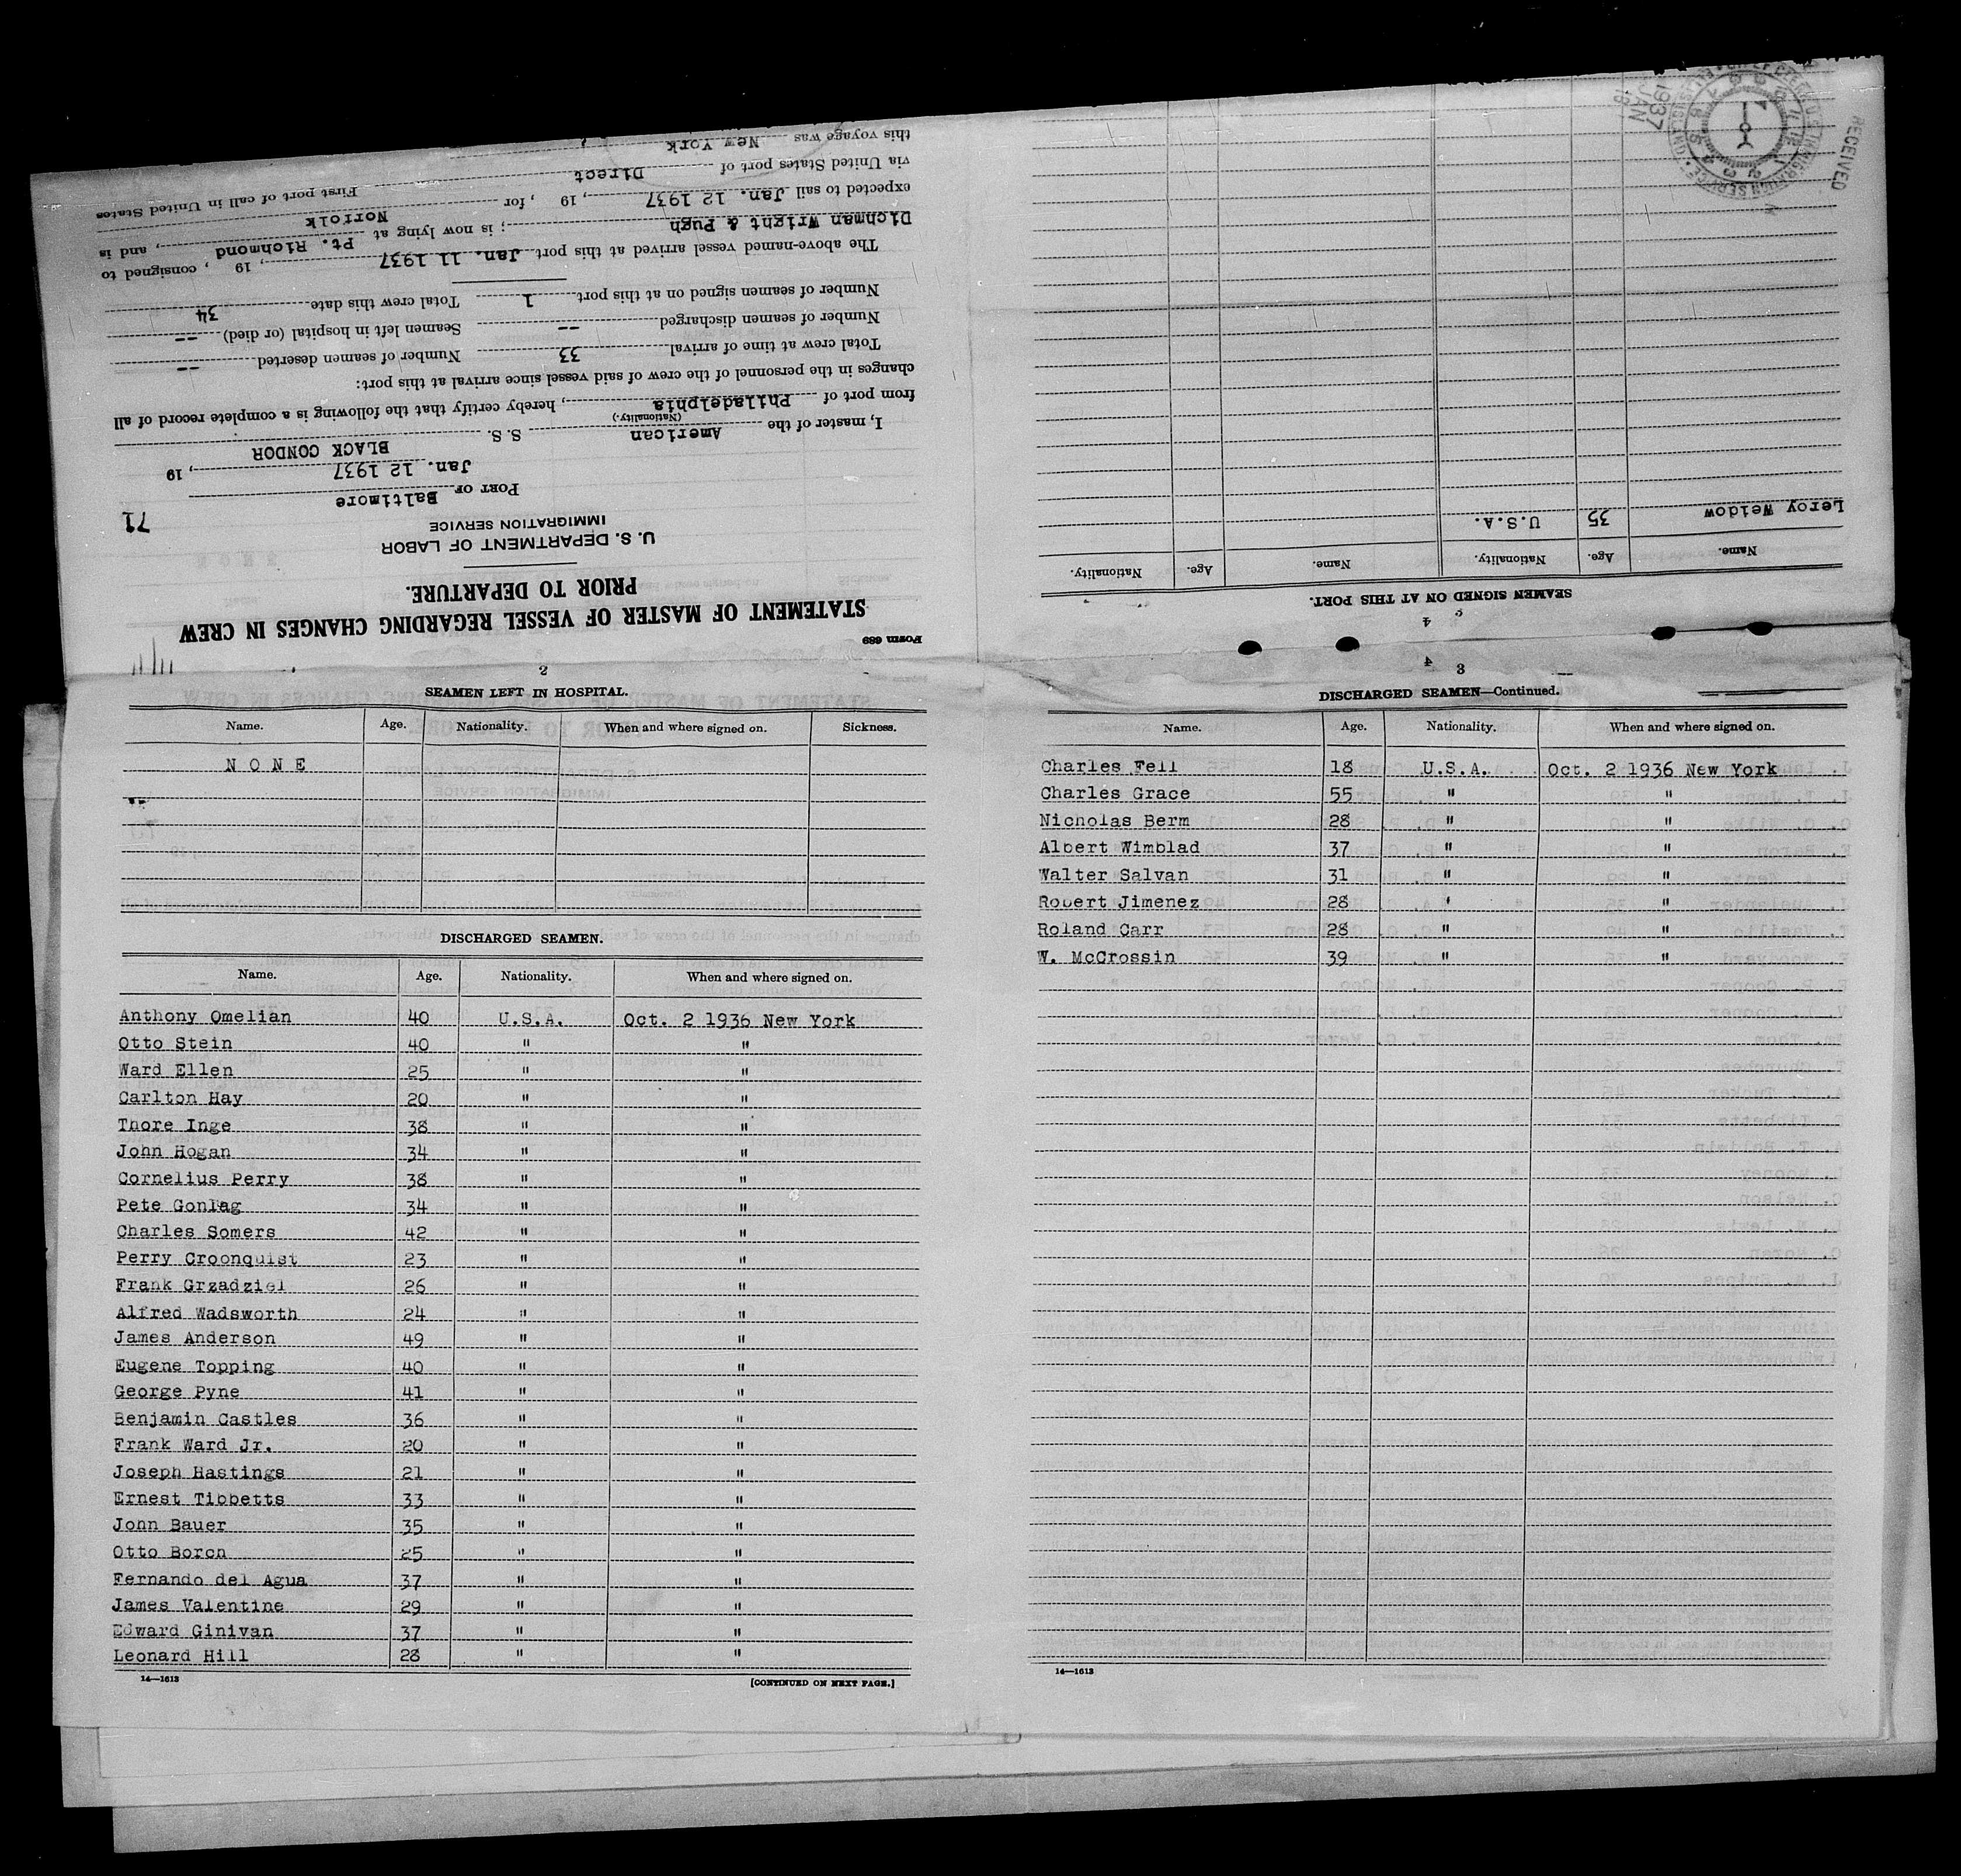 Form 689
STATEMENT OF MASTER OF VESSEL REGARDING CHANGES IN CREW
PRIOR TO DEPARTURE.
U. S. DEPARTMENT OF LABOR
IMMIGRATION SERVICE
71
PORT OF Baltimore
Jan. 12 1937, 19
I, master of the American S. S. BLACK CONDOR
(Nationality.)
from port of Philadelphia, hereby certify that the following is a complete record of all
changes in the personnel of the crew of said vessel since arrival at this port:
Total crew at time of arrival 33 Number of seamen deserted --
Number of seamen discharged -- Seamen left in hospital (or died) --
Number of seamen signed on at this port 1 Total crew this date 34
The above-named vessel arrived at this port Jan. 11 1937, 19 , consigned to
Dichman Wright & Pugh ; is now lying at Pt. Richmond, and is
expected to sail Jan. 12 1937, 19 , for Norfolk
via United States port of Direct First port of call in United States
this voyage was New York
RECEIVED
1937 JAN 18
4
SEAMEN SIGNED ON AT THIS PORT.
Name. Age. Nationality. Name. Age. Nationality.
Leroy Weidow 35 U.S.A.
2
SEAMEN LEFT IN HOSPITAL.
Name. Age. Nationality. When and where signed on. Sickness.
N O N E
DISCHARGED SEAMEN.
Name. Age. Nationality. When and where signed on.
Anthony Omelian 40 U.S.A. Oct. 2 1936 New York
Otto Stein 40 " "
Ward Ellen 25 " "
Carlton Hay 20 " "
Thore Inge 38 " "
John Hogan 34 " "
Cornelius Perry 38 " "
Pete Gonlag 34 " "
Charles Somers 42 " "
Perry Croonquist 23 " "
Frank Grzadziel 26 " "
Alfred Wadsworth 24 " "
James Anderson 49 " "
Eugene Topping 40 " "
George Pyne 41 " "
Benjamin Castles 36 " "
Frank Ward Jr. 20 " "
Joseph Hastings 21 " "
Ernest Tibbetts 33 " "
John Bauer 35 " "
Otto Borch 25 " "
Fernando del Agua 37 " "
James Valentine 29 " "
Edward Ginivan 37 " "
Leonard Hill 28 " "
14—1613
[CONTINUED ON NEXT PAGE.]
4 3
DISCHARGED SEAMEN—Continued.
Name. Age. Nationality. When and where signed on.
Charles Fell 18 U.S.A. Oct. 2 1936 New York
Charles Grace 55 " "
Nicholas Berm 28 " "
Albert Wimblad 37 " "
Walter Salvan 31 " "
Robert Jimenez 28 " "
Roland Carr 28 " "
W. McCrossin 39 " "
14—1613